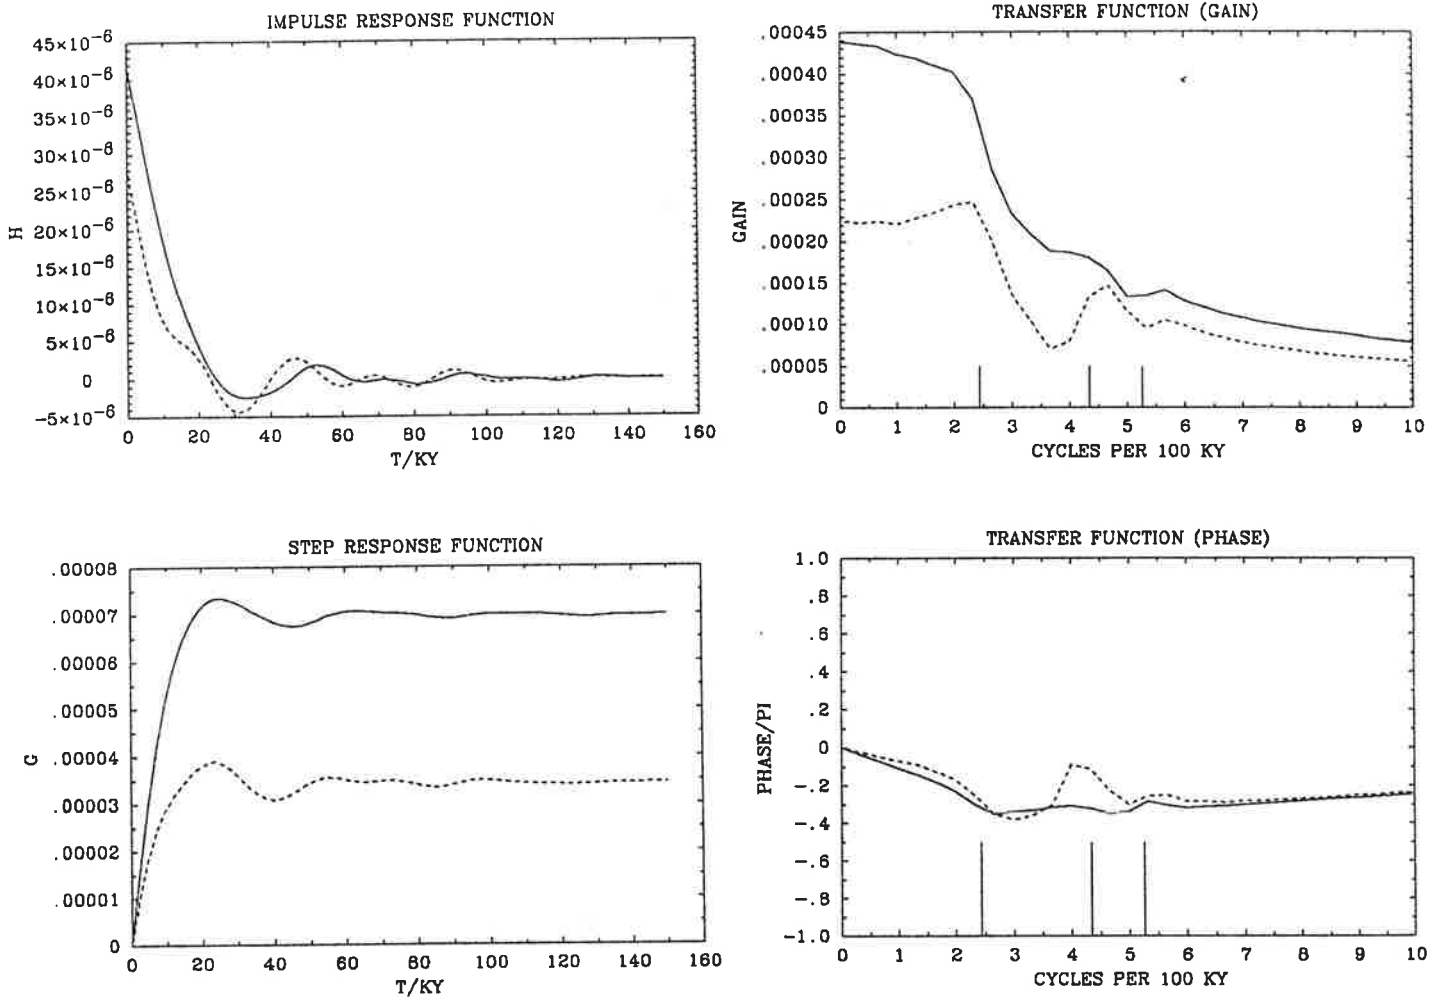 IMPULSE RESPONSE FUNCTION
45×10⁻⁶
40×10⁻⁶
35×10⁻⁶
30×10⁻⁶
25×10⁻⁶
20×10⁻⁶
15×10⁻⁶
10×10⁻⁶
5×10⁻⁶
0
-5×10⁻⁶
H
0 20 40 60 80 100 120 140 160
T/KY
TRANSFER FUNCTION (GAIN)
.00045
.00040
.00035
.00030
.00025
.00020
.00015
.00010
.00005
0
GAIN
0 1 2 3 4 5 6 7 8 9 10
CYCLES PER 100 KY
STEP RESPONSE FUNCTION
.00008
.00007
.00006
.00005
.00004
.00003
.00002
.00001
0
G
0 20 40 60 80 100 120 140 160
T/KY
TRANSFER FUNCTION (PHASE)
1.0
.8
.6
.4
.2
0
-.2
-.4
-.6
-.8
-1.0
PHASE/PI
0 1 2 3 4 5 6 7 8 9 10
CYCLES PER 100 KY